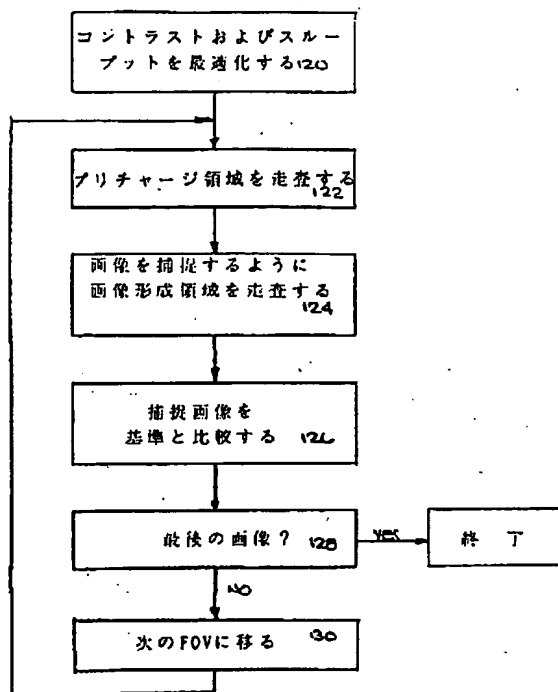 コントラストおよびスルー
プットを最適化する 120
プリチャージ領域を走査する
122
画像を捕捉するように
画像形成領域を走査する
124
捕捉画像を
基準と比較する 126
最後の画像? 128
yes
終 了
No
次のFOVに移る 130